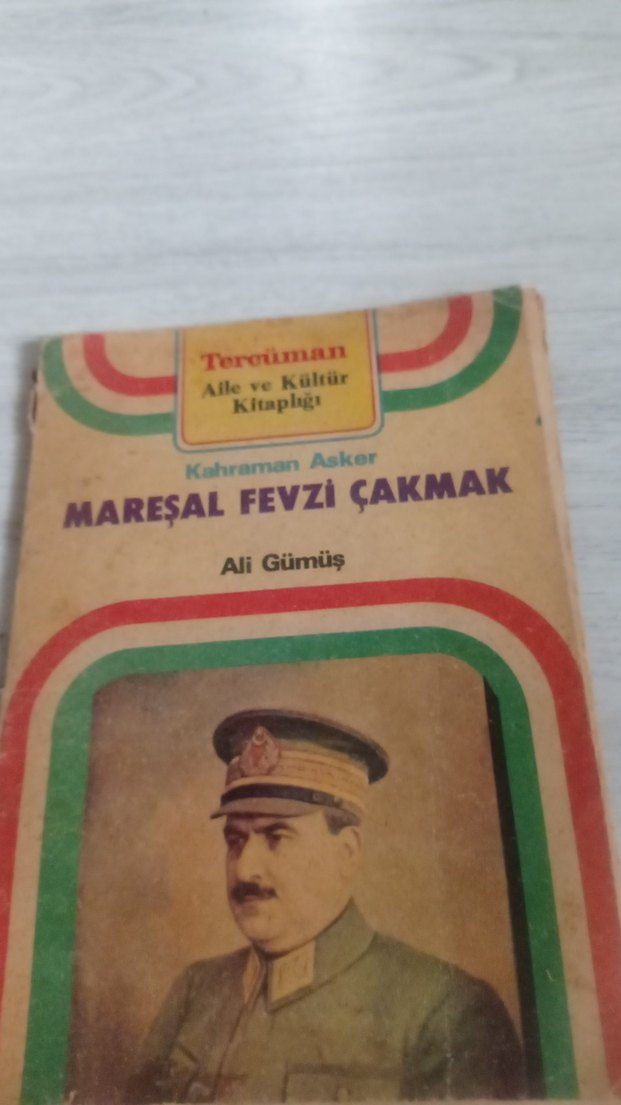 Tercüman
Aile ve Kültür
Kitaplığı
Kahraman Asker
MAREŞAL FEVZİ ÇAKMAK
Ali Gümüş